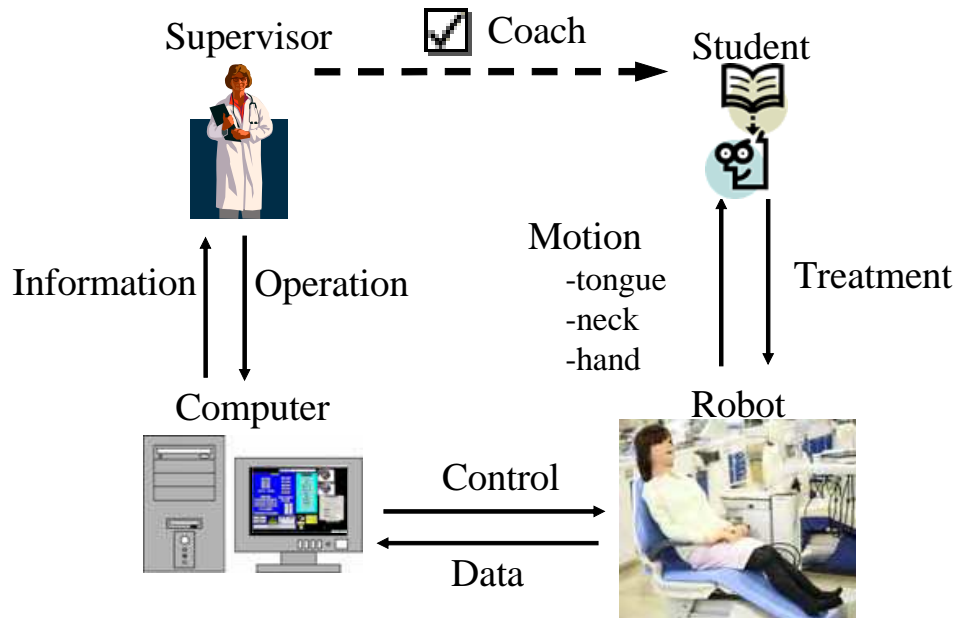 Supervisor
Coach
Student
Information
Operation
Motion
-tongue
-neck
-hand
Treatment
Computer
Robot
Control
Data